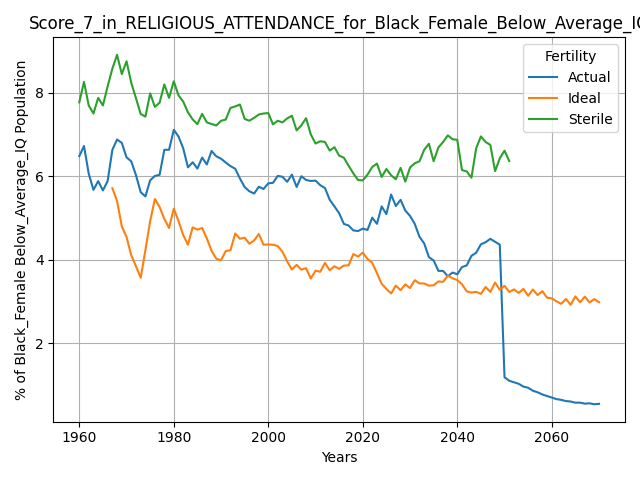 Score_7_in_RELIGIOUS_ATTENDANCE_for_Black_Female_Below_Average_IQ
% of Black_Female Below_Average_IQ Population
Fertility
Actual
Ideal
Sterile
8
6
4
2
1960 1980 2000 2020 2040 2060
Years